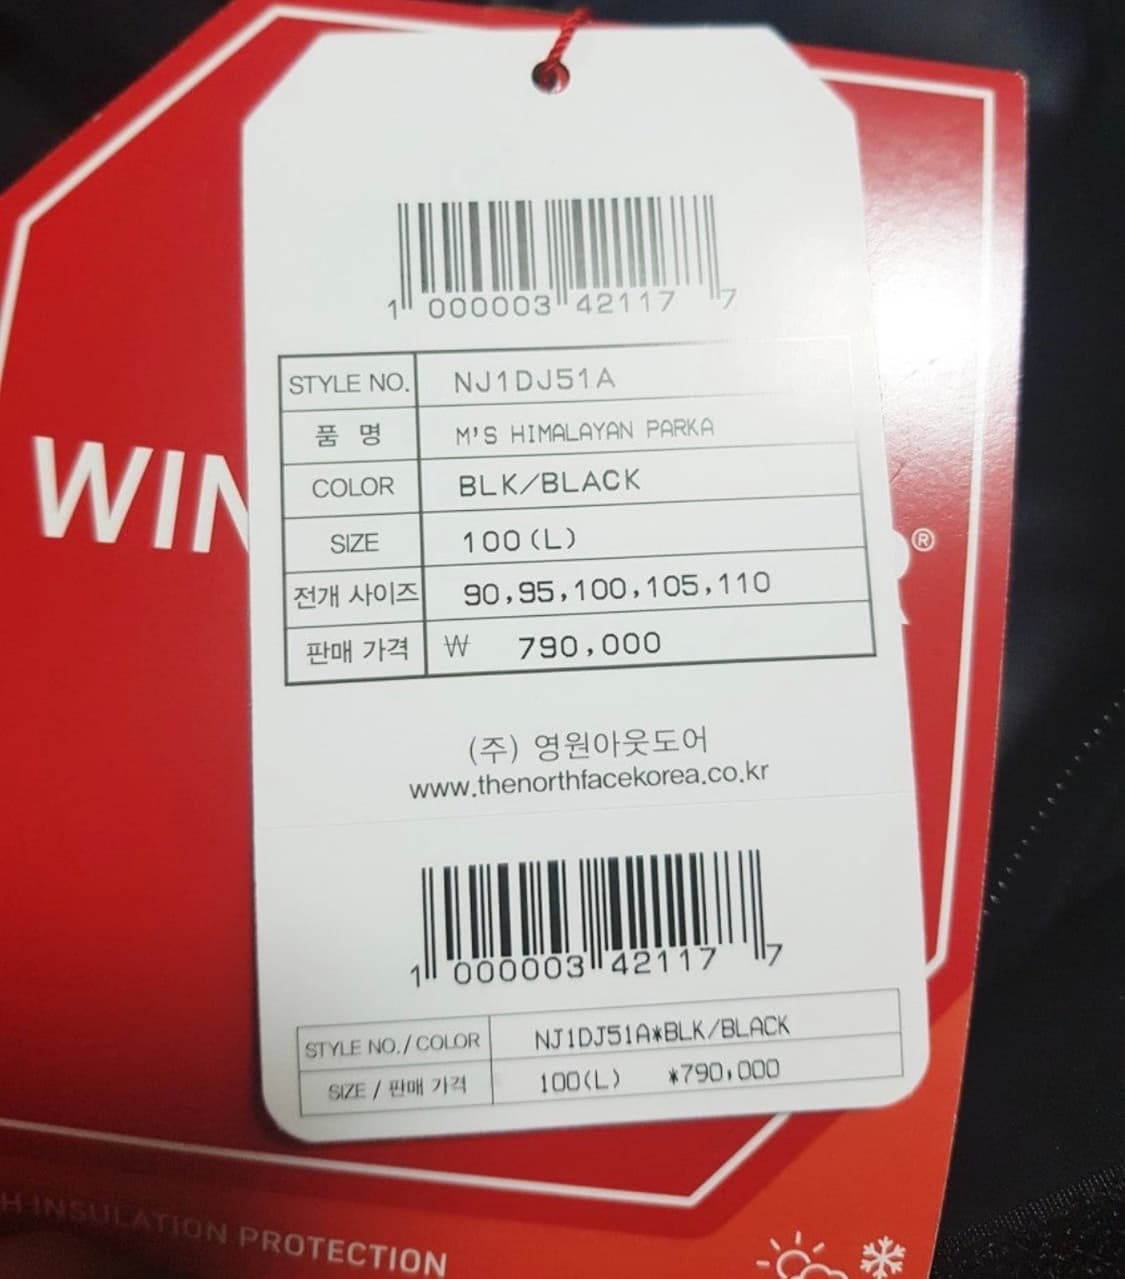 1 000003 42117 7
STYLE NO. NJ1DJ51A
품 명 M'S HIMALAYAN PARKA
COLOR BLK/BLACK
SIZE 100(L)
전개 사이즈 90,95,100,105,110
판매 가격 ₩ 790,000
(주) 영원아웃도어
www.thenorthfacekorea.co.kr
1 000003 42117 7
STYLE NO./COLOR NJ1DJ51A*BLK/BLACK
SIZE / 판매 가격 100(L) *790,000
WIN
®
H INSULATION PROTECTION